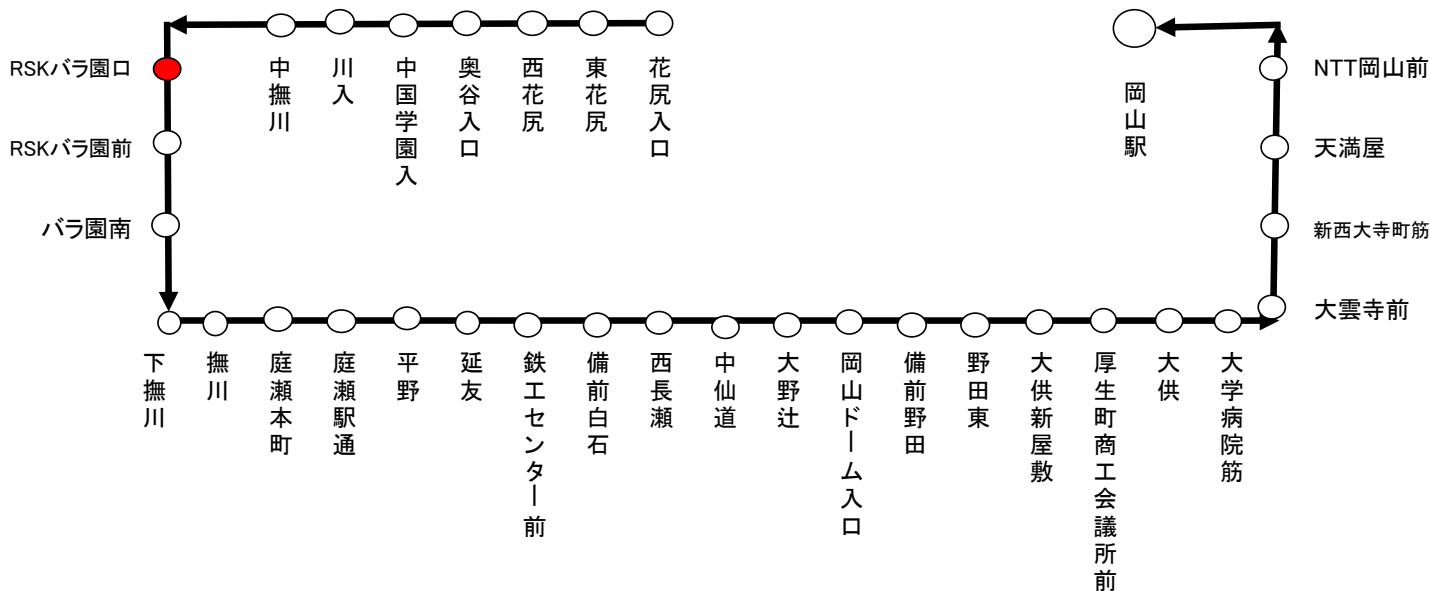 RSKバラ園口
RSKバラ園前
バラ園南
中撫川
川入
中国学園入
奥谷入口
西花尻
東花尻
花尻入口
岡山駅
NTT岡山前
天満屋
新西大寺町筋
大雲寺前
下撫川
撫川
庭瀬本町
庭瀬駅通
平野
延友
鉄工センター前
備前白石
西長瀬
中仙道
大野辻
岡山ドーム入口
備前野田
野田東
大供新屋敷
厚生町商工会議所前
大供
大学病院筋